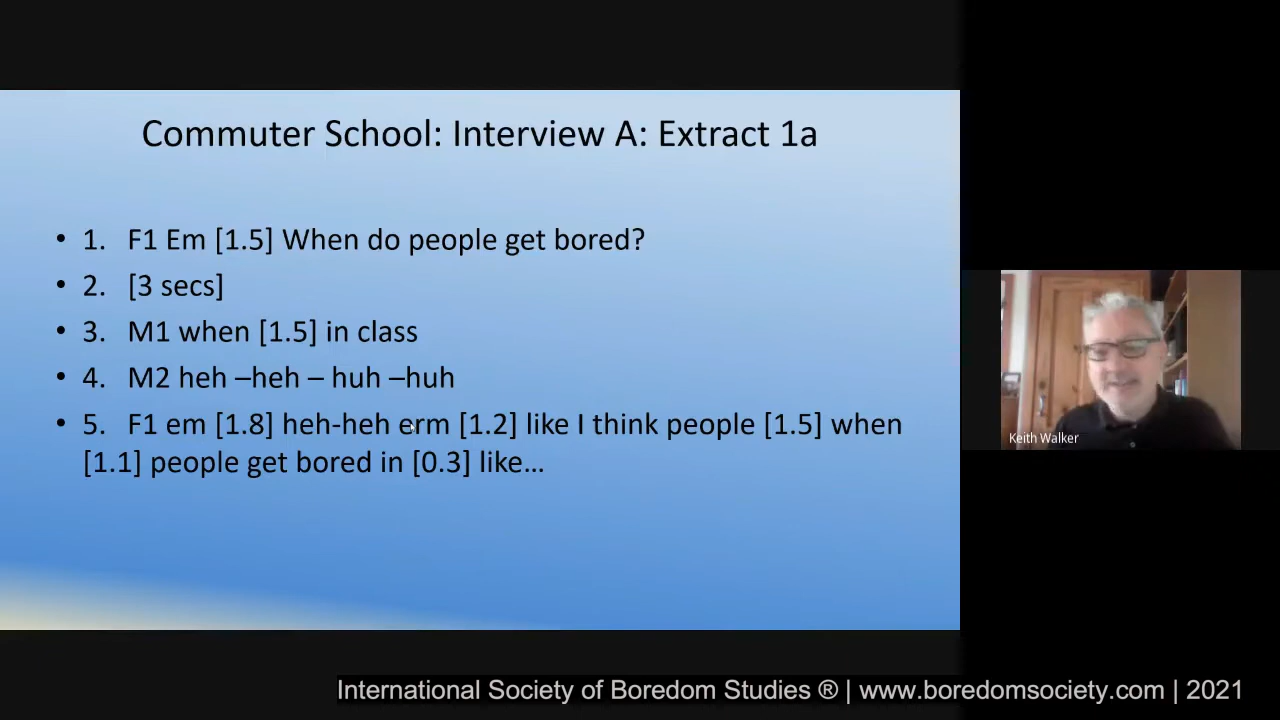 Commuter School: Interview A: Extract 1a
• 1. F1 Em [1.5] When do people get bored?
• 2. [3 secs]
• 3. M1 when [1.5] in class
• 4. M2 heh –heh – huh –huh
• 5. F1 em [1.8] heh-heh erm [1.2] like I think people [1.5] when
[1.1] people get bored in [0.3] like…
Keith Walker
International Society of Boredom Studies ® | www.boredomsociety.com | 2021